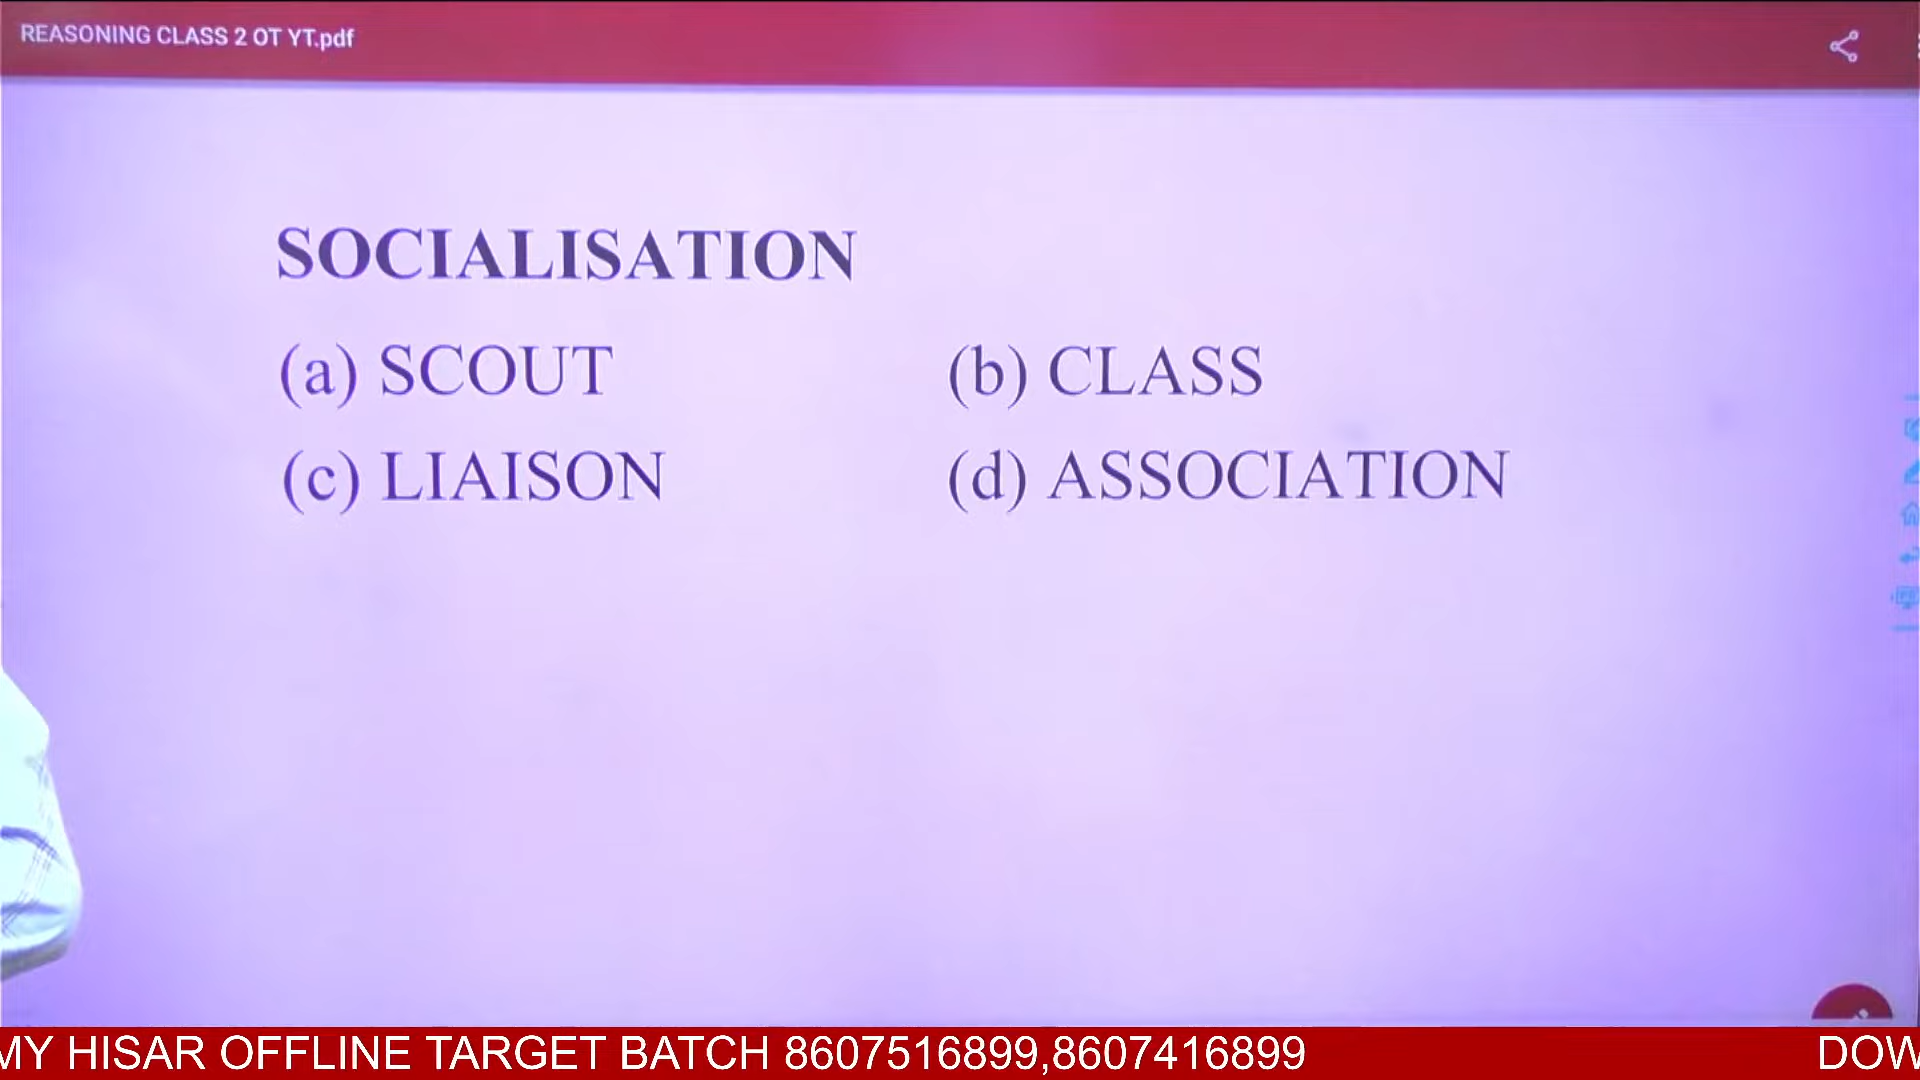 REASONING CLASS 2 OT YT.pdf
SOCIALISATION
(a) SCOUT (b) CLASS
(c) LIAISON (d) ASSOCIATION
MY HISAR OFFLINE TARGET BATCH 8607516899,8607416899 DOW